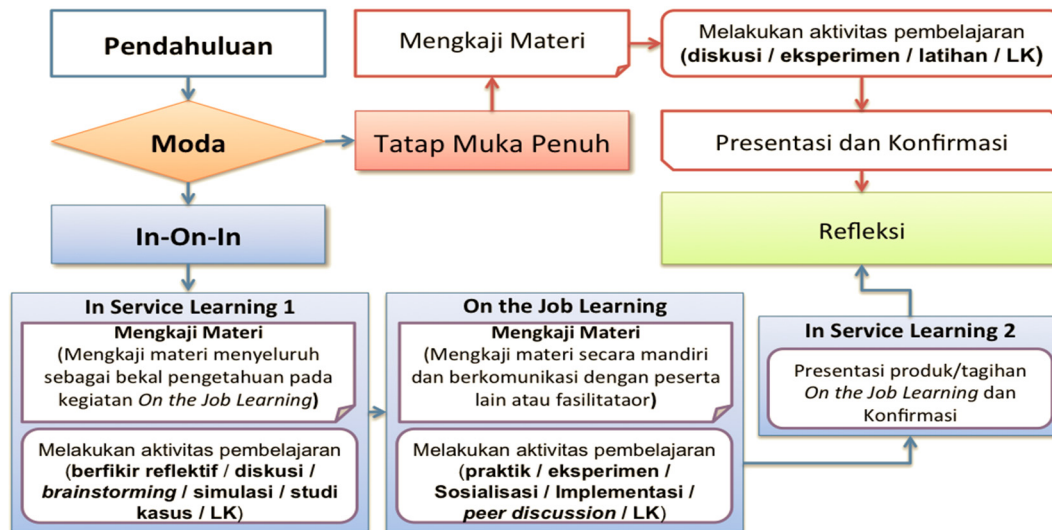 Pendahuluan
Moda
Tatap Muka Penuh
Mengkaji Materi
Melakukan aktivitas pembelajaran
(diskusi / eksperimen / latihan / LK)
Presentasi dan Konfirmasi
Refleksi
In-On-In
In Service Learning 1
Mengkaji Materi
(Mengkaji materi menyeluruh
sebagai bekal pengetahuan pada
kegiatan On the Job Learning)
Melakukan aktivitas pembelajaran
(berfikir reflektif / diskusi /
brainstorming / simulasi / studi
kasus / LK)
On the Job Learning
Mengkaji Materi
(Mengkaji materi secara mandiri
dan berkomunikasi dengan peserta
lain atau fasilitataor)
Melakukan aktivitas pembelajaran
(praktik / eksperimen /
Sosialisasi / Implementasi /
peer discussion / LK)
In Service Learning 2
Presentasi produk/tagihan
On the Job Learning dan
Konfirmasi